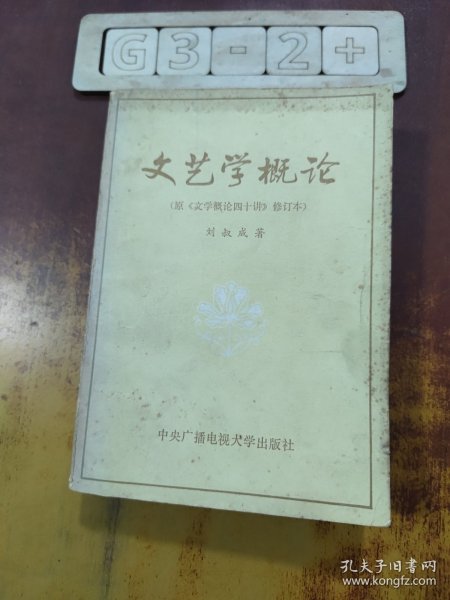 G3-2+
文艺学概论
（原《文学概论四十讲》修订本）
刘叔成著
中央广播电视大学出版社
孔夫子旧书网
www.kongfz.com